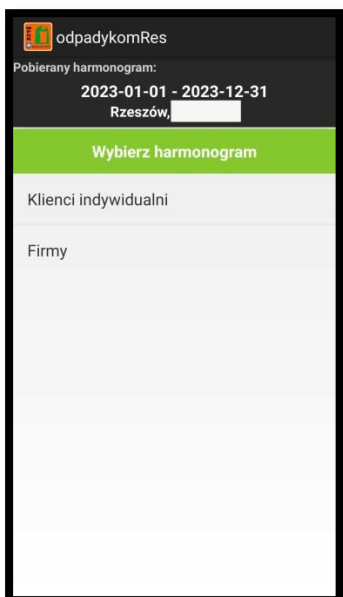 odpadykomRes
Pobierany harmonogram:
2023-01-01 - 2023-12-31
Rzeszów,
Wybierz harmonogram
Klienci indywidualni
Firmy